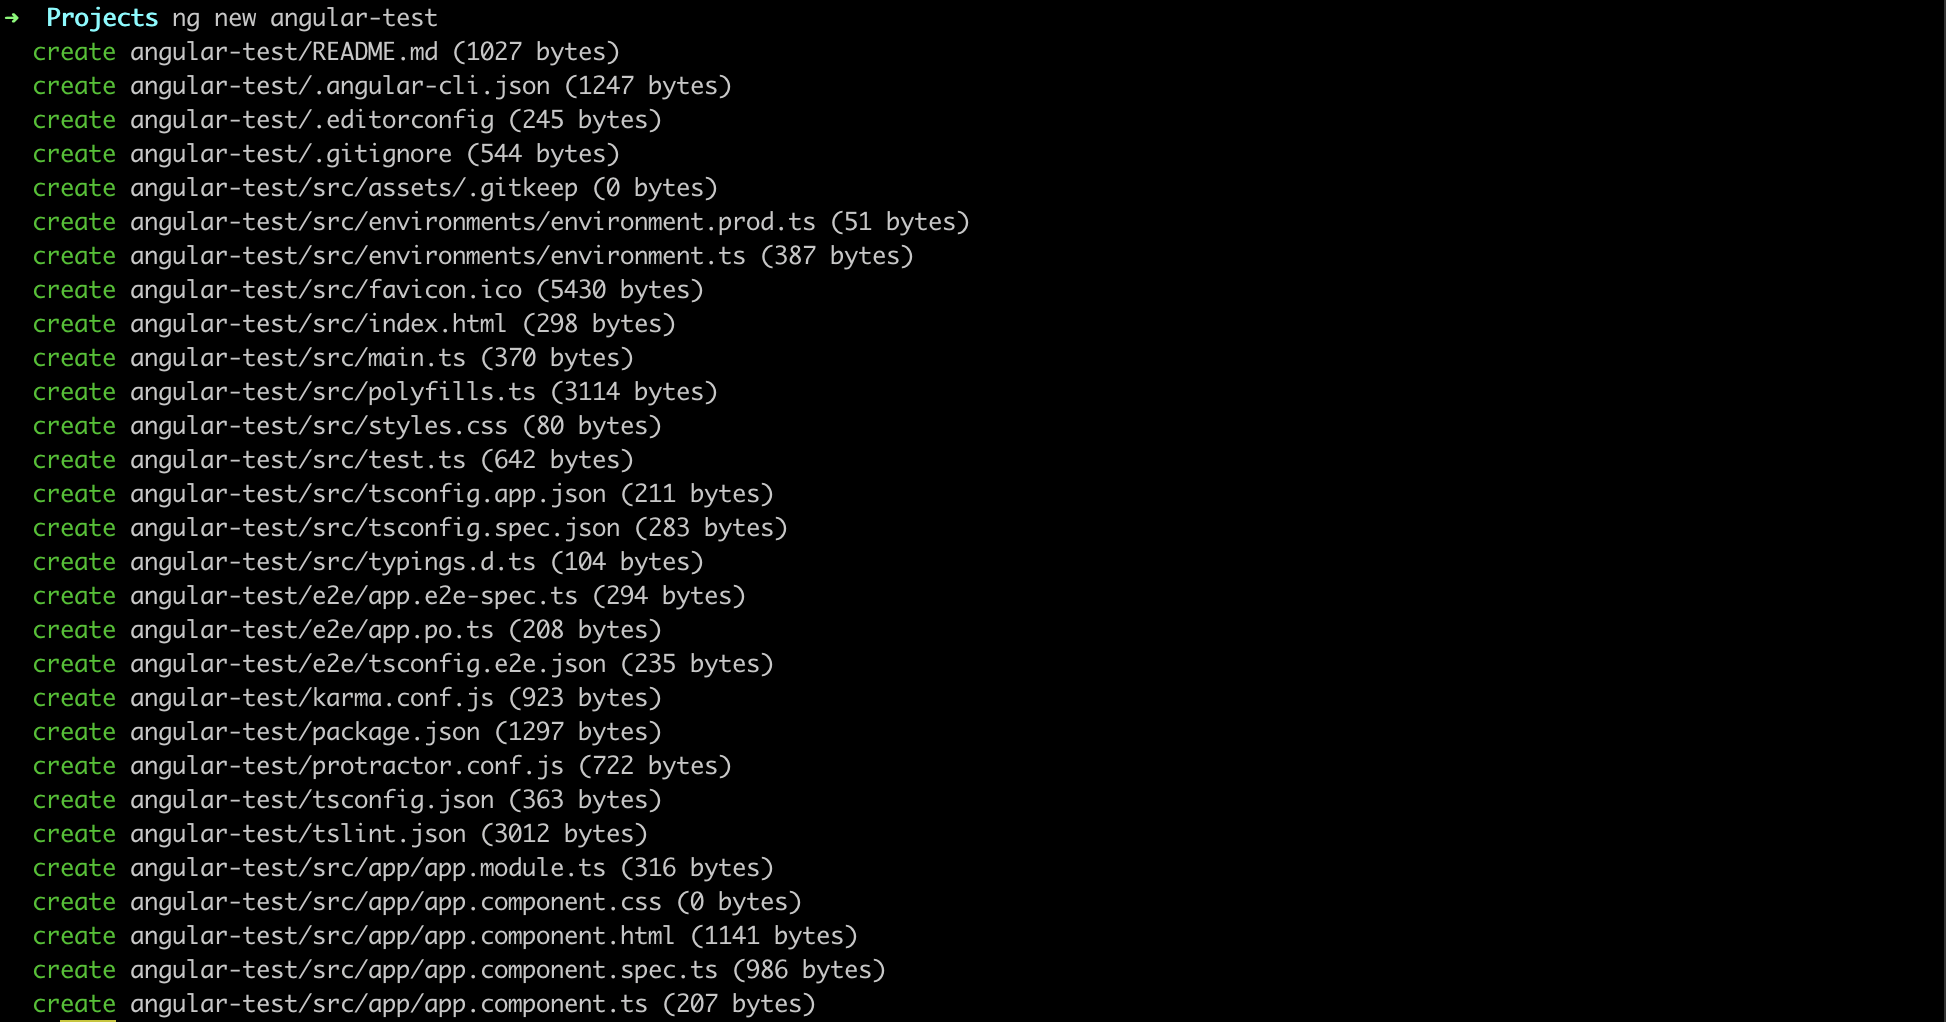 ➜  Projects ng new angular-test
  create angular-test/README.md (1027 bytes)
  create angular-test/.angular-cli.json (1247 bytes)
  create angular-test/.editorconfig (245 bytes)
  create angular-test/.gitignore (544 bytes)
  create angular-test/src/assets/.gitkeep (0 bytes)
  create angular-test/src/environments/environment.prod.ts (51 bytes)
  create angular-test/src/environments/environment.ts (387 bytes)
  create angular-test/src/favicon.ico (5430 bytes)
  create angular-test/src/index.html (298 bytes)
  create angular-test/src/main.ts (370 bytes)
  create angular-test/src/polyfills.ts (3114 bytes)
  create angular-test/src/styles.css (80 bytes)
  create angular-test/src/test.ts (642 bytes)
  create angular-test/src/tsconfig.app.json (211 bytes)
  create angular-test/src/tsconfig.spec.json (283 bytes)
  create angular-test/src/typings.d.ts (104 bytes)
  create angular-test/e2e/app.e2e-spec.ts (294 bytes)
  create angular-test/e2e/app.po.ts (208 bytes)
  create angular-test/e2e/tsconfig.e2e.json (235 bytes)
  create angular-test/karma.conf.js (923 bytes)
  create angular-test/package.json (1297 bytes)
  create angular-test/protractor.conf.js (722 bytes)
  create angular-test/tsconfig.json (363 bytes)
  create angular-test/tslint.json (3012 bytes)
  create angular-test/src/app/app.module.ts (316 bytes)
  create angular-test/src/app/app.component.css (0 bytes)
  create angular-test/src/app/app.component.html (1141 bytes)
  create angular-test/src/app/app.component.spec.ts (986 bytes)
  create angular-test/src/app/app.component.ts (207 bytes)